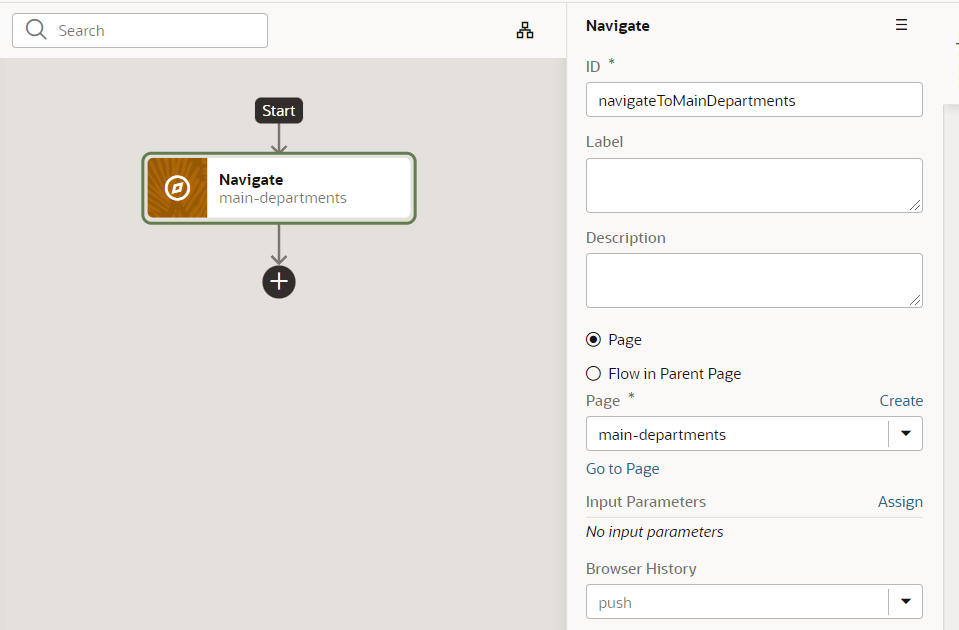 Search
Start
Navigate
main-departments
Navigate
ID *
navigateToMainDepartments
Label
Description
Page
Flow in Parent Page
Page *
Create
main-departments
Go to Page
Input Parameters
Assign
No input parameters
Browser History
push